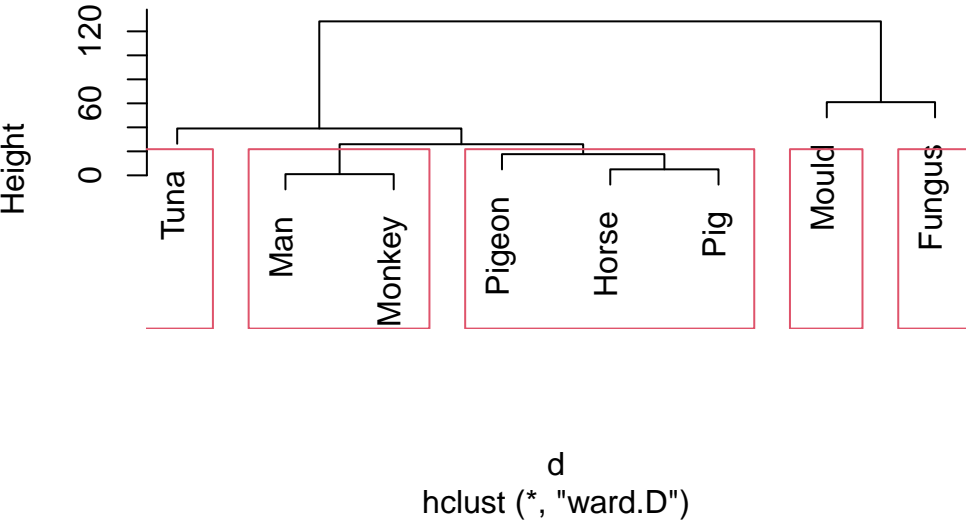 Height
120
60
0
Tuna
Man
Monkey
Pigeon
Horse
Pig
Mould
Fungus
d
hclust (*, "ward.D")